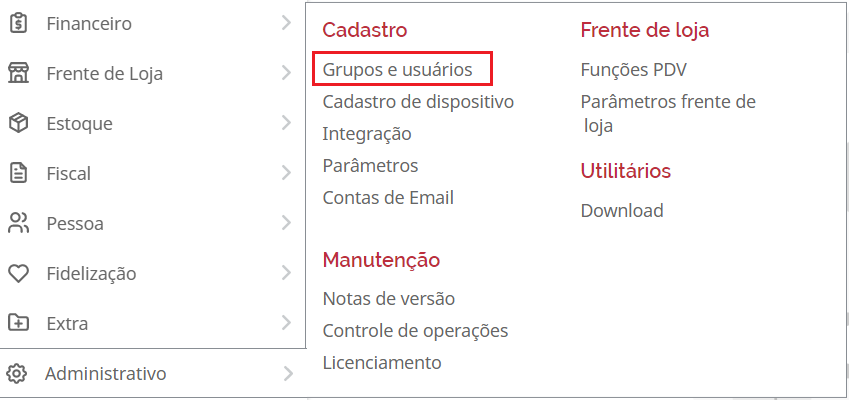 Financeiro
Frente de Loja
Estoque
Fiscal
Pessoa
Fidelização
Extra
Administrativo
Cadastro
Grupos e usuários
Cadastro de dispositivo
Integração
Parâmetros
Contas de Email
Manutenção
Notas de versão
Controle de operações
Licenciamento
Frente de loja
Funções PDV
Parâmetros frente de
loja
Utilitários
Download